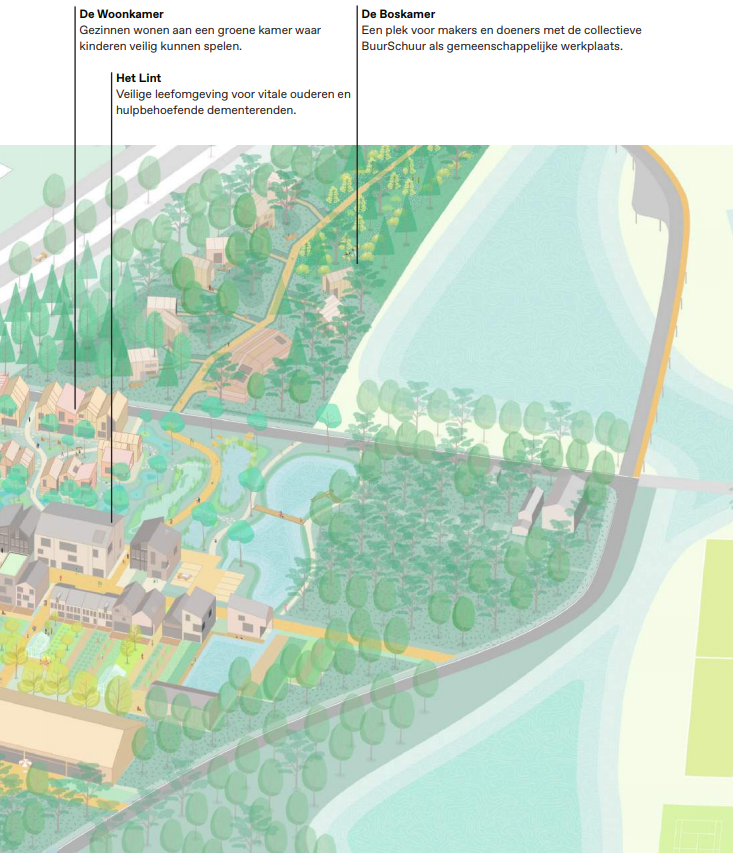 De Woonkamer
Gezinnen wonen aan een groene kamer waar
kinderen veilig kunnen spelen.
Het Lint
Veilige leefomgeving voor vitale ouderen en
hulpbehoefende dementerenden.
De Boskamer
Een plek voor makers en doeners met de collectieve
BuurSchuur als gemeenschappelijke werkplaats.